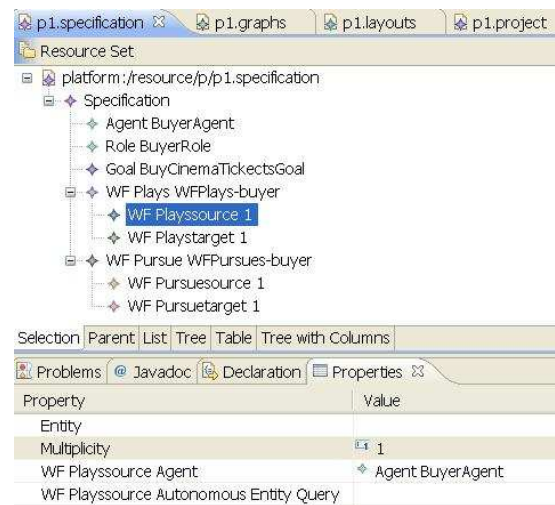 p1.specification p1.graphs p1.layouts p1.project
Resource Set
platform:/resource/p/p1.specification
Specification
Agent BuyerAgent
Role BuyerRole
Goal BuyCinemaTickectsGoal
WF Plays WFPlays-buyer
WF Playssource 1
WF Playstarget 1
WF Pursue WFPursues-buyer
WF Pursuesource 1
WF Pursuetarget 1
Selection Parent List Tree Table Tree with Columns
Problems @ Javadoc Declaration Properties
Property Value
Entity
Multiplicity 1
WF Playssource Agent Agent BuyerAgent
WF Playssource Autonomous Entity Query